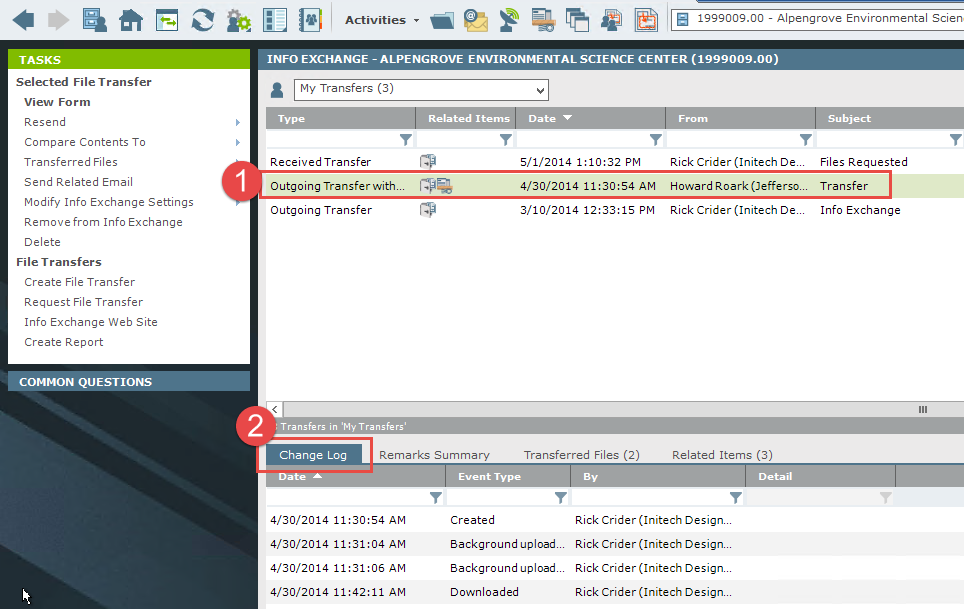 Activities
1999009.00 - Alpengrove Environmental Scien
TASKS
Selected File Transfer
View Form
Resend
Compare Contents To
Transferred Files
Send Related Email
Modify Info Exchange Settings
Remove from Info Exchange
Delete
File Transfers
Create File Transfer
Request File Transfer
Info Exchange Web Site
Create Report
COMMON QUESTIONS
INFO EXCHANGE - ALPENGROVE ENVIRONMENTAL SCIENCE CENTER (1999009.00)
My Transfers (3)
Type Related Items Date From Subject
Received Transfer 5/1/2014 1:10:32 PM Rick Crider (Initech De... Files Requested
1 Outgoing Transfer with... 4/30/2014 11:30:54 AM Howard Roark (Jefferso... Transfer
Outgoing Transfer 3/10/2014 12:33:15 PM Rick Crider (Initech De... Info Exchange
Transfers in 'My Transfers'
2 Change Log Remarks Summary Transferred Files (2) Related Items (3)
Date Event Type By Detail
4/30/2014 11:30:54 AM Created Rick Crider (Initech Design...
4/30/2014 11:31:04 AM Background upload... Rick Crider (Initech Design...
4/30/2014 11:31:06 AM Background upload... Rick Crider (Initech Design...
4/30/2014 11:42:11 AM Downloaded Rick Crider (Initech Design...